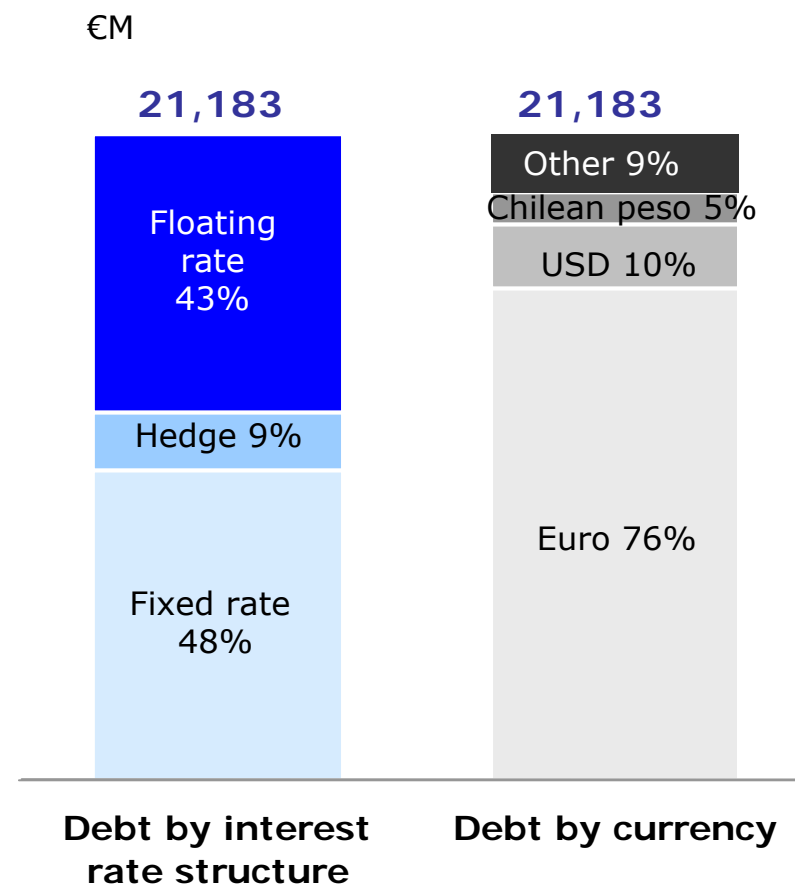 €M
21,183
21,183
Floating
rate
43%
Hedge 9%
Fixed rate
48%
Other 9%
Chilean peso 5%
USD 10%
Euro 76%
Debt by interest
rate structure
Debt by currency